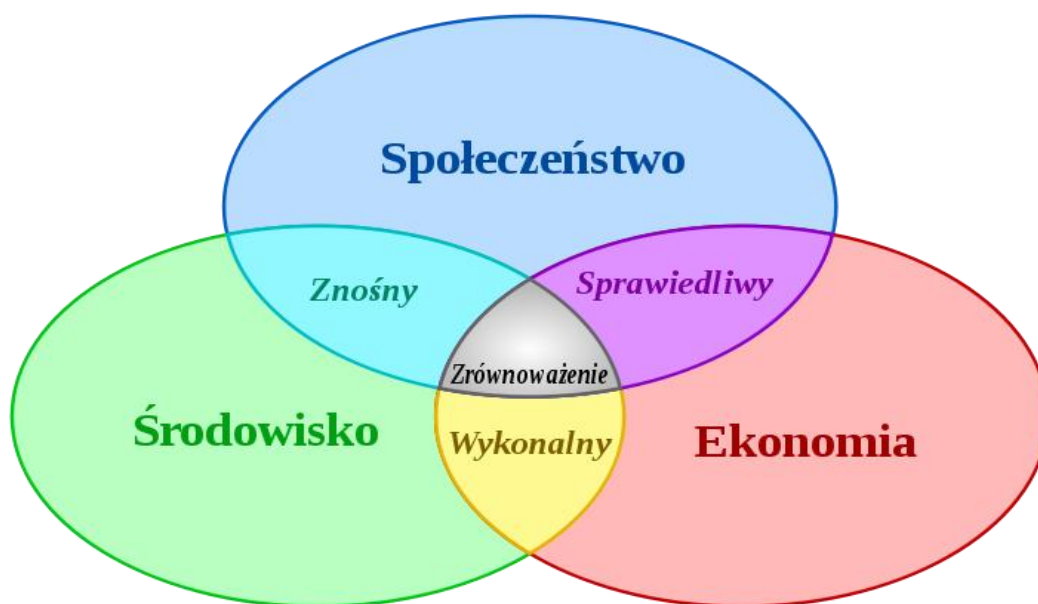 Społeczeństwo
Znośny
Sprawiedliwy
Zrównoważenie
Środowisko
Wykonalny
Ekonomia